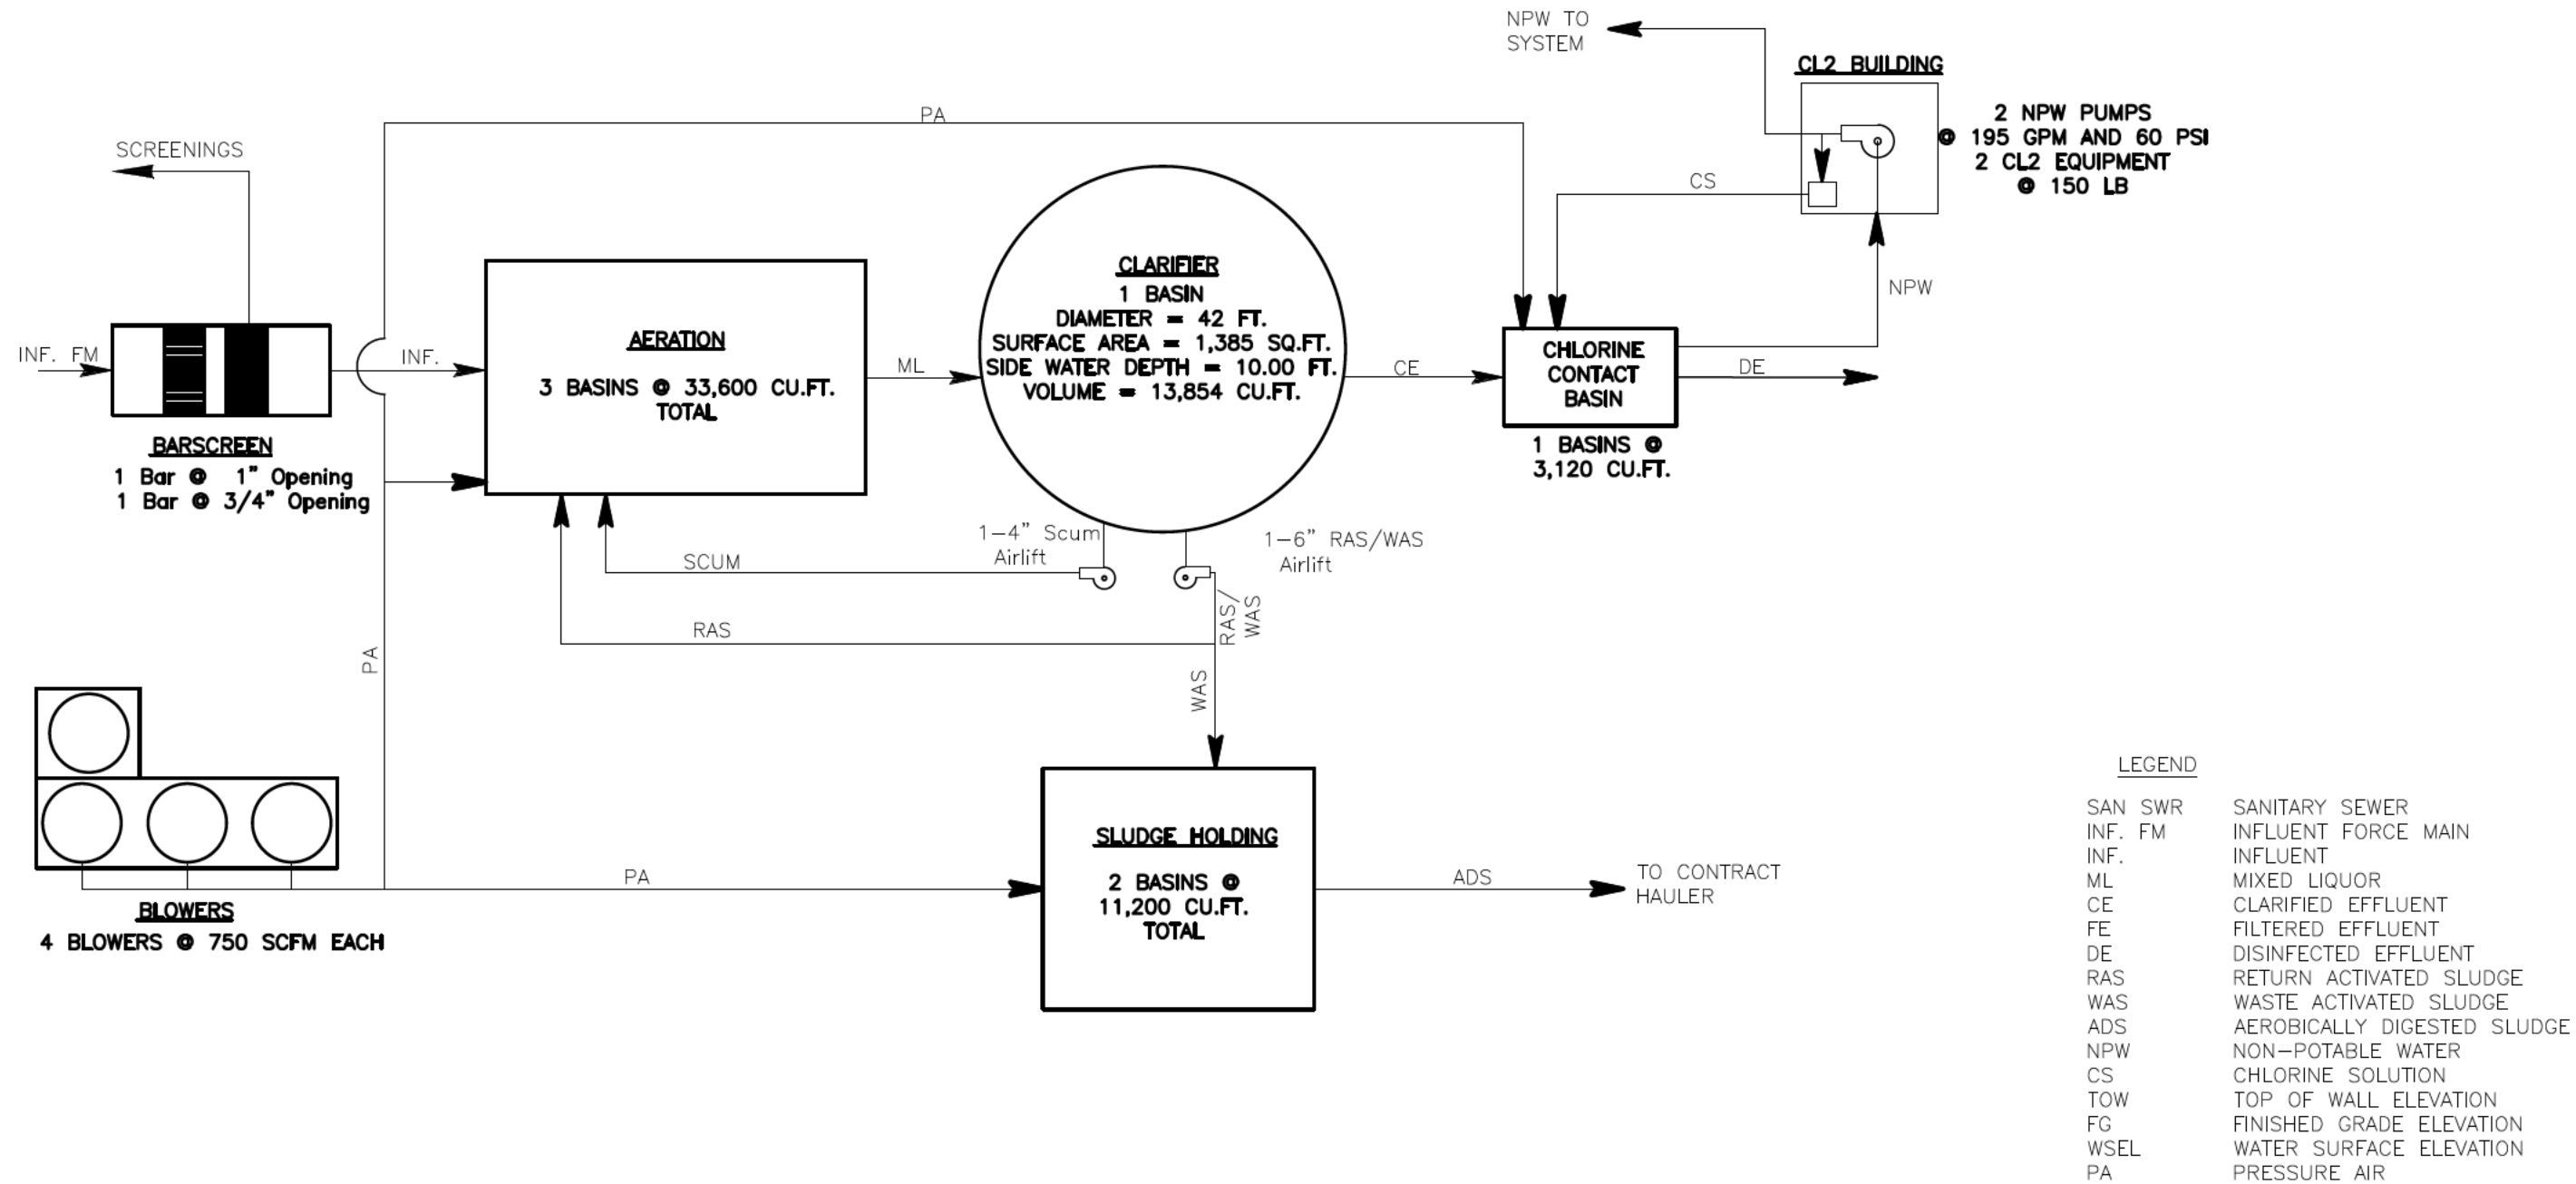 NPW TO
SYSTEM
CL2 BUILDING
2 NPW PUMPS
@ 195 GPM AND 60 PSI
2 CL2 EQUIPMENT
@ 150 LB
PA
SCREENINGS
CS
NPW
INF. FM
INF.
BARSCREEN
1 Bar @ 1" Opening
1 Bar @ 3/4" Opening
AERATION
3 BASINS @ 33,600 CU.FT.
TOTAL
ML
CLARIFIER
1 BASIN
DIAMETER = 42 FT.
SURFACE AREA = 1,385 SQ.FT.
SIDE WATER DEPTH = 10.00 FT.
VOLUME = 13,854 CU.FT.
CE
CHLORINE
CONTACT
BASIN
DE
1 BASINS @
3,120 CU.FT.
1-4" Scum
Airlift
1-6" RAS/WAS
Airlift
SCUM
RAS
RAS/
WAS
PA
WAS
BLOWERS
4 BLOWERS @ 750 SCFM EACH
PA
SLUDGE HOLDING
2 BASINS @
11,200 CU.FT.
TOTAL
ADS
TO CONTRACT
HAULER
LEGEND
SAN SWR SANITARY SEWER
INF. FM INFLUENT FORCE MAIN
INF. INFLUENT
ML MIXED LIQUOR
CE CLARIFIED EFFLUENT
FE FILTERED EFFLUENT
DE DISINFECTED EFFLUENT
RAS RETURN ACTIVATED SLUDGE
WAS WASTE ACTIVATED SLUDGE
ADS AEROBICALLY DIGESTED SLUDGE
NPW NON-POTABLE WATER
CS CHLORINE SOLUTION
TOW TOP OF WALL ELEVATION
FG FINISHED GRADE ELEVATION
WSEL WATER SURFACE ELEVATION
PA PRESSURE AIR